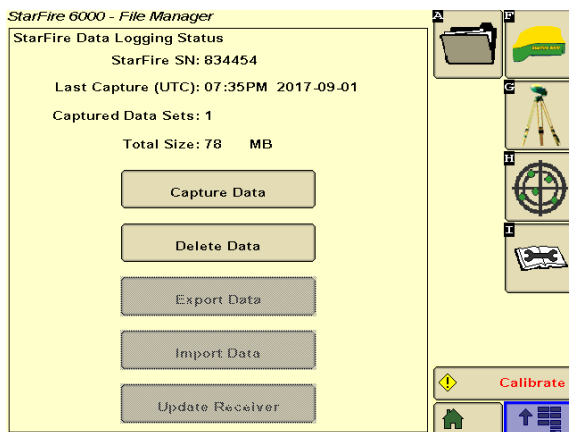 StarFire 6000 - File Manager
StarFire Data Logging Status
StarFire SN: 834454
Last Capture (UTC): 07:35PM 2017-09-01
Captured Data Sets: 1
Total Size: 78 MB
Capture Data
Delete Data
Export Data
Import Data
Update Receiver
A
F
G
H
I
Calibrate